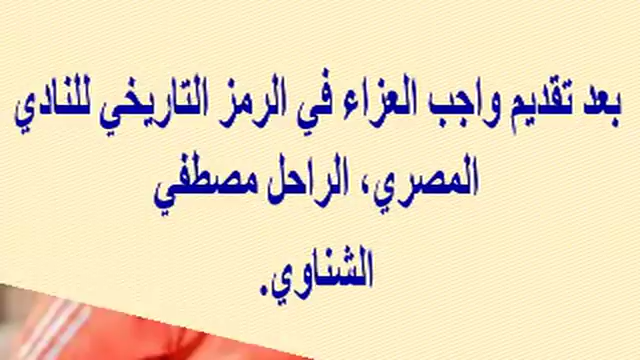 بعد تقديم واجب العزاء في الرمز التاريخي للنادي
المصري، الراحل مصطفي
الشناوي.